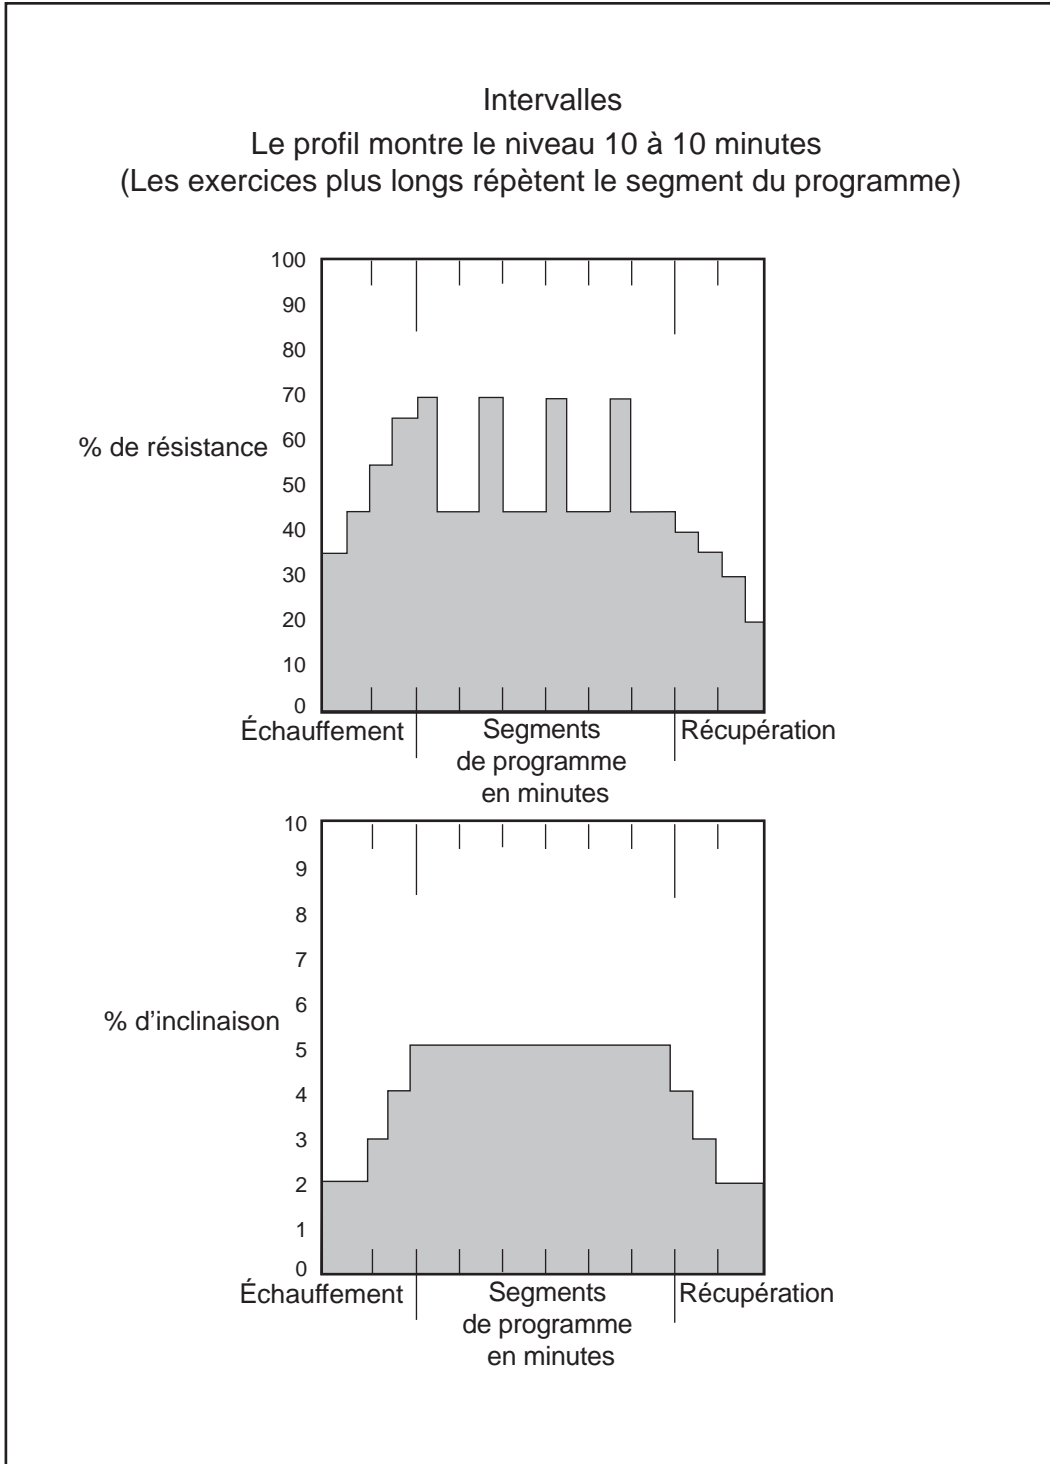 Intervalles
Le profil montre le niveau 10 à 10 minutes
(Les exercices plus longs répètent le segment du programme)
100
90
80
70
% de résistance
60
50
40
30
20
10
0
Échauffement
Segments
de programme
en minutes
Récupération
10
9
8
7
6
% d'inclinaison
5
4
3
2
1
0
Échauffement
Segments
de programme
en minutes
Récupération